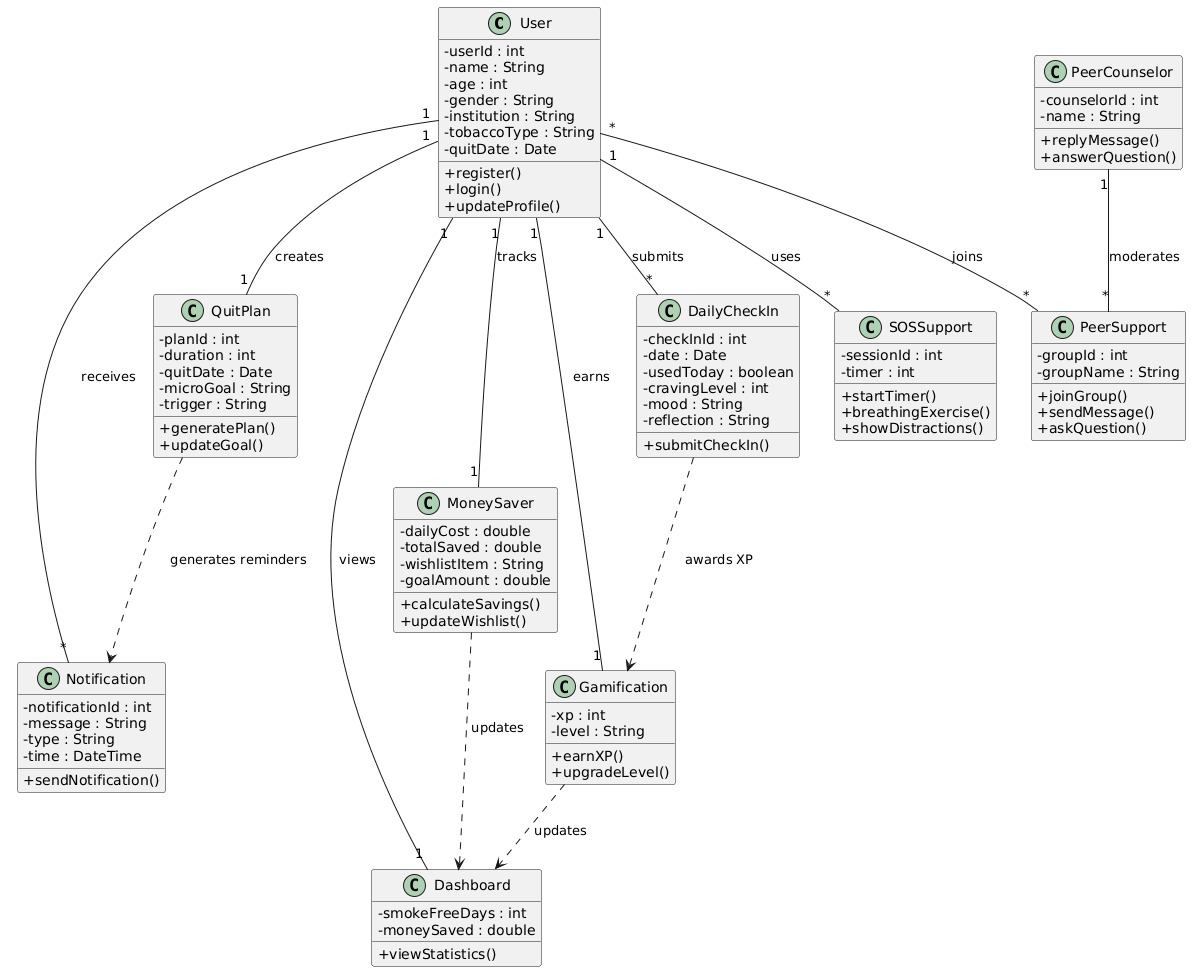 C User
-userId : int
-name : String
-age : int
-gender : String
-institution : String
-tobaccoType : String
-quitDate : Date
+register()
+login()
+updateProfile()
C PeerCounselor
-counselorId : int
-name : String
+replyMessage()
+answerQuestion()
1
1
*
1
1
1
1
1
1
creates
tracks
submits
uses
joins
moderates
1
*
*
*
*
C QuitPlan
-planId : int
-duration : int
-quitDate : Date
-microGoal : String
-trigger : String
+generatePlan()
+updateGoal()
C DailyCheckIn
-checkInId : int
-date : Date
-usedToday : boolean
-cravingLevel : int
-mood : String
-reflection : String
+submitCheckIn()
C SOSSupport
-sessionId : int
-timer : int
+startTimer()
+breathingExercise()
+showDistractions()
C PeerSupport
-groupId : int
-groupName : String
+joinGroup()
+sendMessage()
+askQuestion()
receives
earns
1
C MoneySaver
-dailyCost : double
-totalSaved : double
-wishlistItem : String
-goalAmount : double
+calculateSavings()
+updateWishlist()
generates reminders
views
awards XP
*
1
C Notification
-notificationId : int
-message : String
-type : String
-time : DateTime
+sendNotification()
C Gamification
-xp : int
-level : String
+earnXP()
+upgradeLevel()
updates
updates
1
C Dashboard
-smokeFreeDays : int
-moneySaved : double
+viewStatistics()